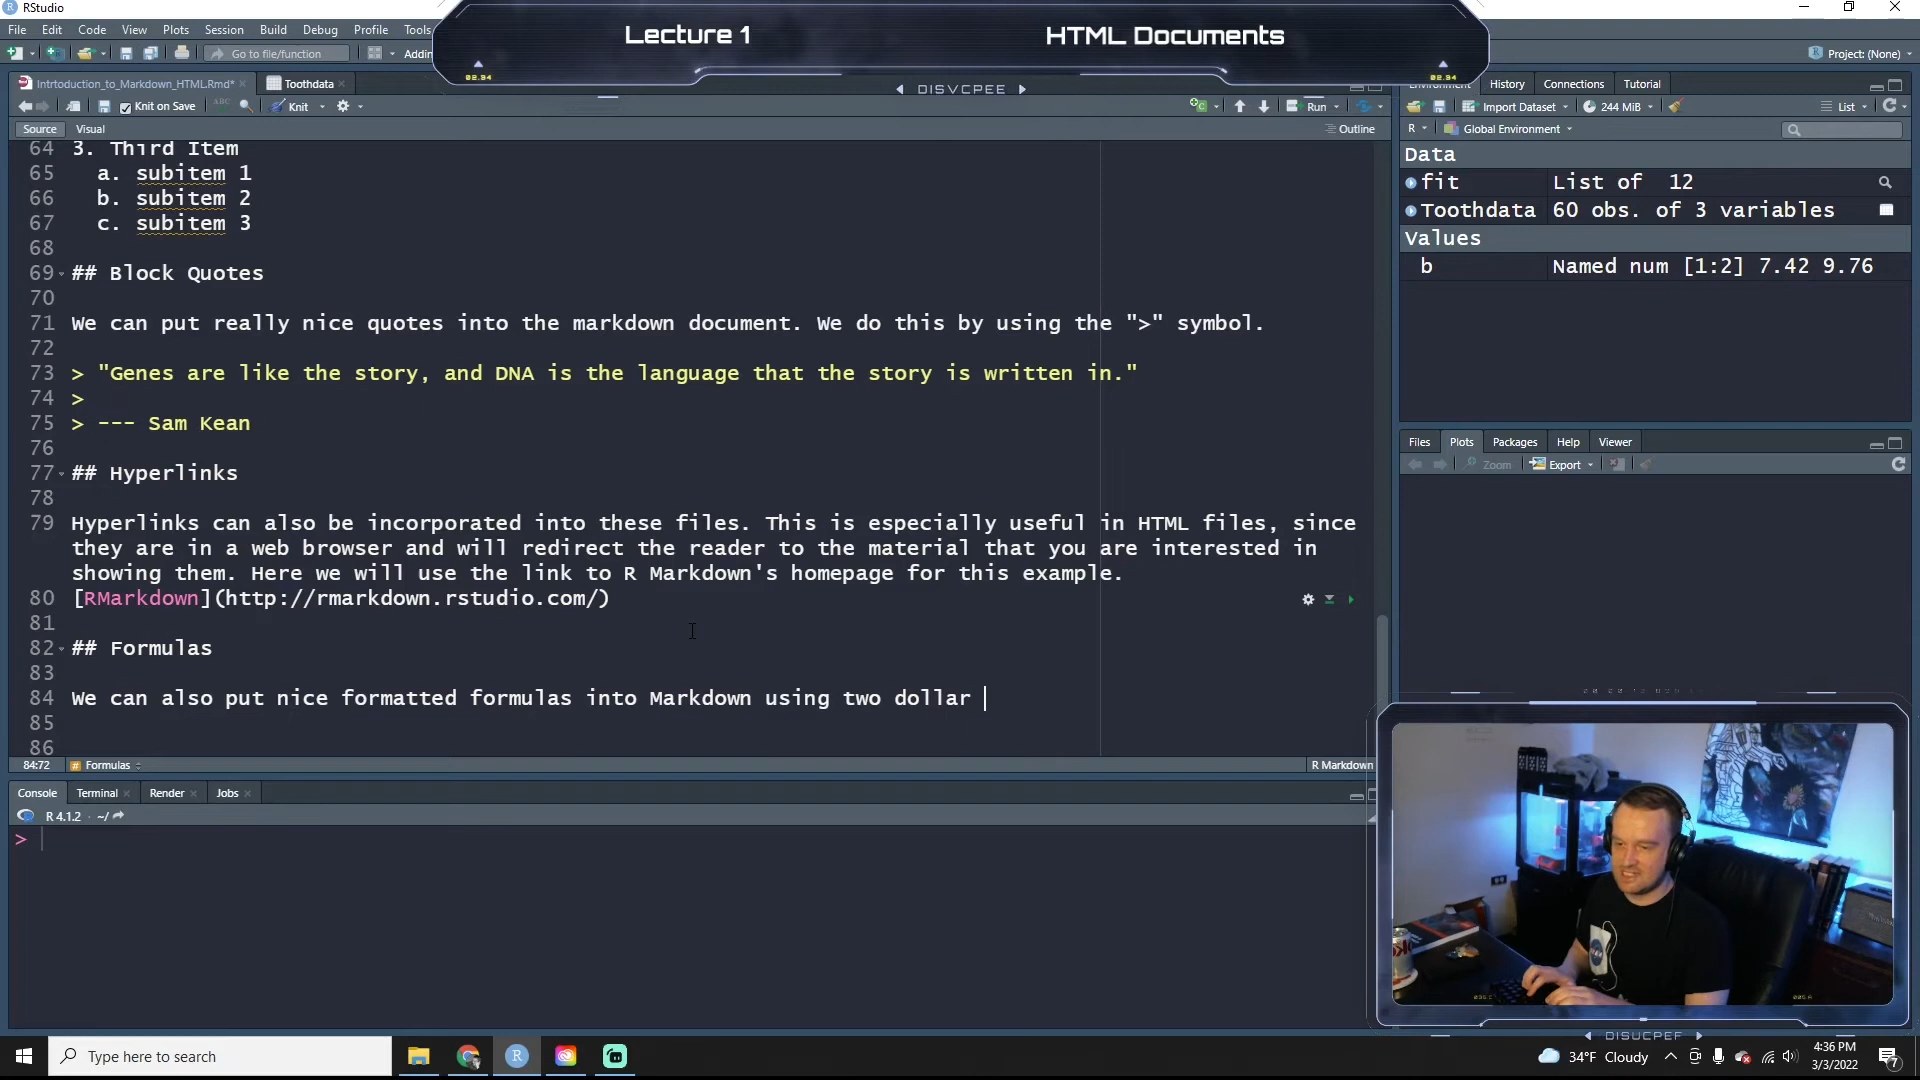 RStudio
Lecture 1
HTML Documents
File Edit Code View Plots Session Build Debug Profile Tools
Go to file/function
Addin
Project: (None)
02.94
02.94
DISVCPEE
Intrtoduction_to_Markdown_HTML.Rmd*
Toothdata
Knit on Save
ABC
Knit
Run
Source
Visual
Outline
64 3. Third Item
65 a. subitem 1
66 b. subitem 2
67 c. subitem 3
68
69 ## Block Quotes
70
71 We can put really nice quotes into the markdown document. We do this by using the ">" symbol.
72
73 > "Genes are like the story, and DNA is the language that the story is written in."
74 >
75 > --- Sam Kean
76
77 ## Hyperlinks
78
79 Hyperlinks can also be incorporated into these files. This is especially useful in HTML files, since
they are in a web browser and will redirect the reader to the material that you are interested in
showing them. Here we will use the link to R Markdown's homepage for this example.
80 [RMarkdown](http://rmarkdown.rstudio.com/)
81
82 ## Formulas
83
84 We can also put nice formatted formulas into Markdown using two dollar
85
86
84:72
# Formulas
R Markdown
Console
Terminal
Render
Jobs
R 4.1.2 · ~/
>
Environment
History
Connections
Tutorial
Import Dataset
244 MiB
List
R
Global Environment
Data
fit List of 12
Toothdata 60 obs. of 3 variables
Values
b Named num [1:2] 7.42 9.76
Files
Plots
Packages
Help
Viewer
Zoom
Export
DISUCPEF
Type here to search
34°F Cloudy
4:36 PM
3/3/2022
7